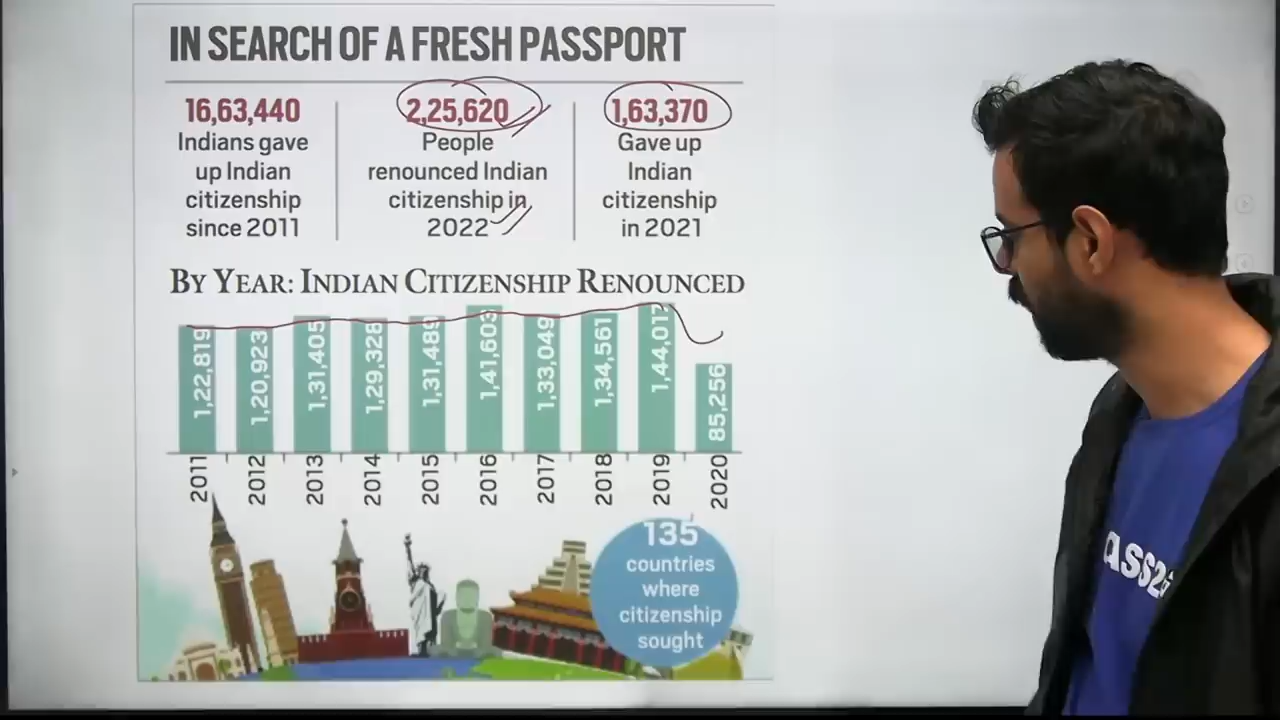 IN SEARCH OF A FRESH PASSPORT
16,63,440
Indians gave
up Indian
citizenship
since 2011
2,25,620
People
renounced Indian
citizenship in
2022
1,63,370
Gave up
Indian
citizenship
in 2021
BY YEAR: INDIAN CITIZENSHIP RENOUNCED
1,22,819
1,20,923
1,31,405
1,29,328
1,31,489
1,41,603
1,33,049
1,34,561
1,44,017
85,256
2011
2012
2013
2014
2015
2016
2017
2018
2019
2020
135
countries
where
citizenship
sought